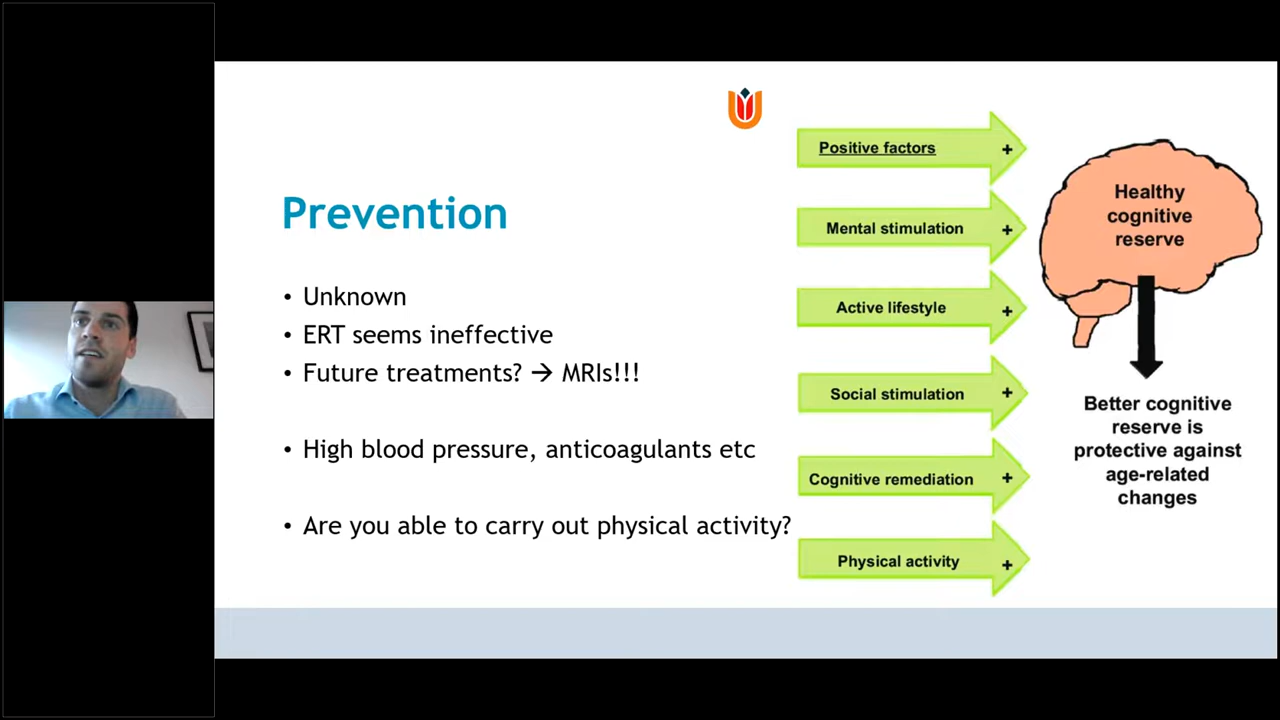 Prevention
• Unknown
• ERT seems ineffective
• Future treatments? → MRIs!!!
• High blood pressure, anticoagulants etc
• Are you able to carry out physical activity?
Positive factors +
Mental stimulation +
Active lifestyle +
Social stimulation +
Cognitive remediation +
Physical activity +
Healthy
cognitive
reserve
Better cognitive
reserve is
protective against
age-related
changes